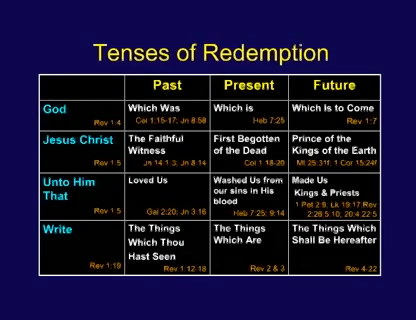 Tenses of Redemption
Past Present Future
God Rev 1:4
Which Was
Col 1:15-17; Jn 8:58
Which is
Heb 7:25
Which Is to Come
Rev 1:7
Jesus Christ
Rev 1:5
The Faithful
Witness
Jn 14:1-3; Jn 8:14
First Begotten
of the Dead
Col 1:18-20
Prince of the
Kings of the Earth
Mt 25:31f; 1 Cor 15:24f
Unto Him
That
Rev 1:5
Loved Us
Gal 2:20; Jn 3:16
Washed Us from
our sins in His
blood
Heb 7:25; 9:14
Made Us
Kings & Priests
1 Pet 2:9; Lk 19:17 Rev
2:26 5:10; 20:4 22:5
Write
Rev 1:19
The Things
Which Thou
Hast Seen
Rev 1:12-18
The Things
Which Are
Rev 2 & 3
The Things Which
Shall Be Hereafter
Rev 4-22